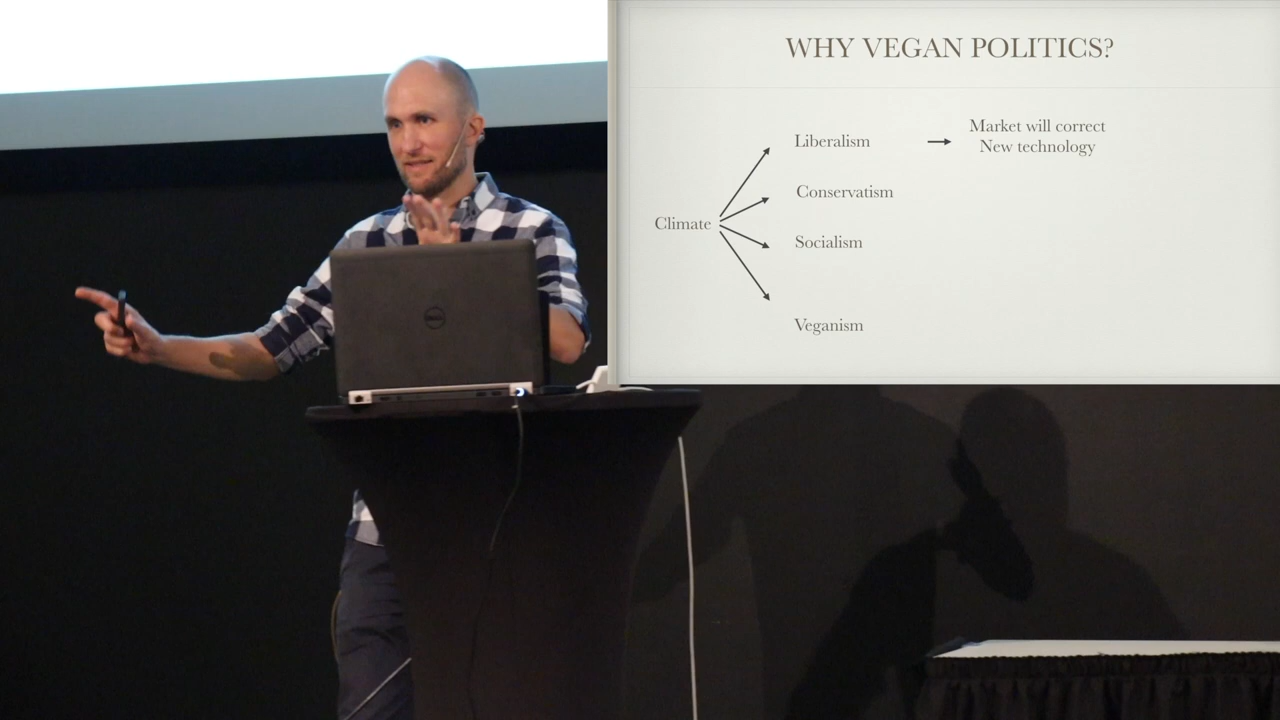 WHY VEGAN POLITICS?
Liberalism
Market will correct
New technology
Conservatism
Climate
Socialism
Veganism
DELL